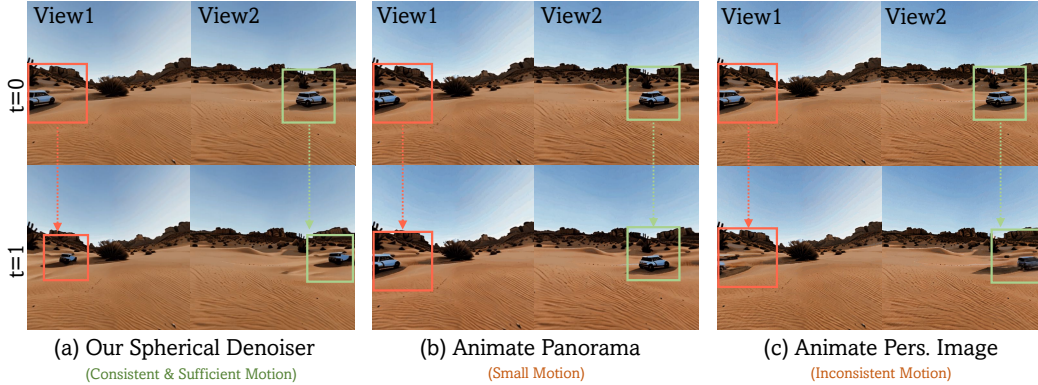 View1 View2 View1 View2 View1 View2
t=0
t=1
(a) Our Spherical Denoiser (b) Animate Panorama (c) Animate Pers. Image
(Consistent & Sufficient Motion) (Small Motion) (Inconsistent Motion)